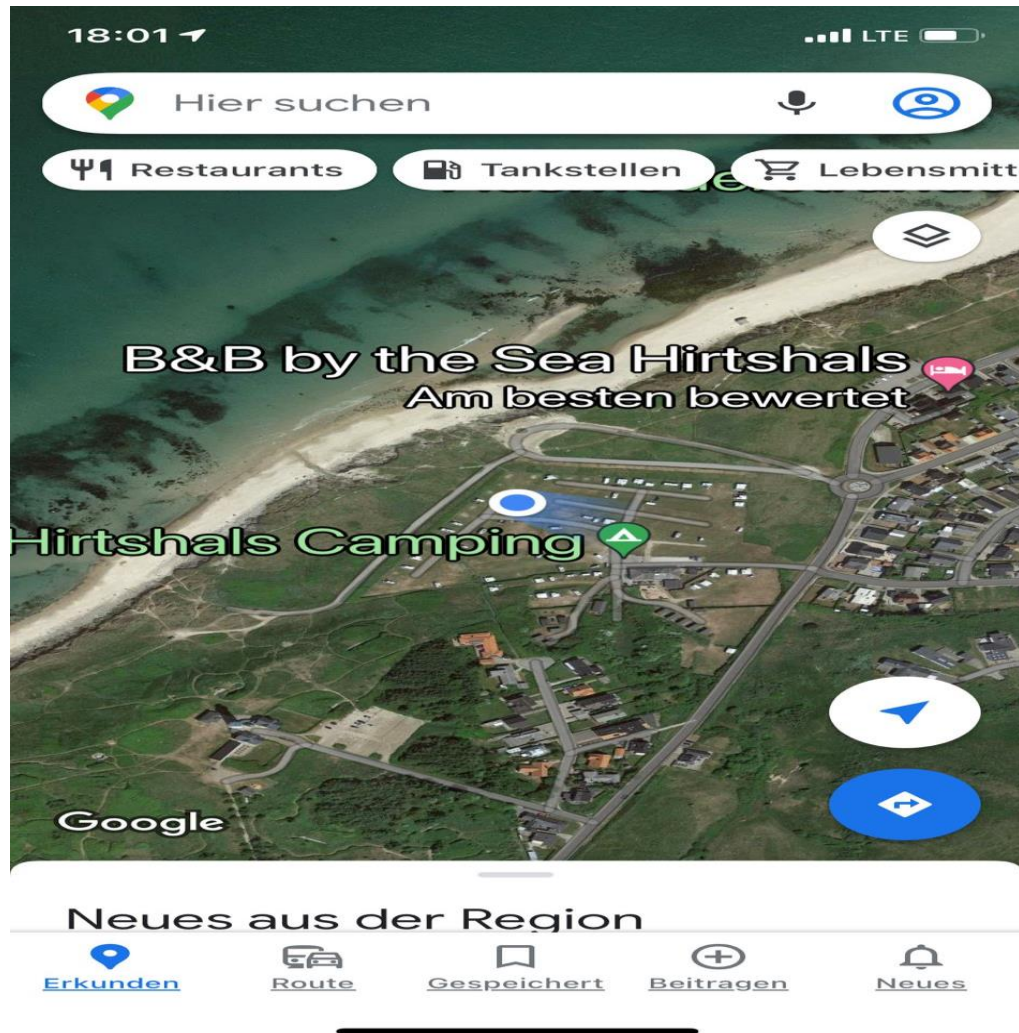 18:01
LTE
Hier suchen
Restaurants
Tankstellen
Lebensmitt
B&B by the Sea Hirtshals
Am besten bewertet
Hirtshals Camping
Google
Neues aus der Region
Erkunden
Route
Gespeichert
Beitragen
Neues